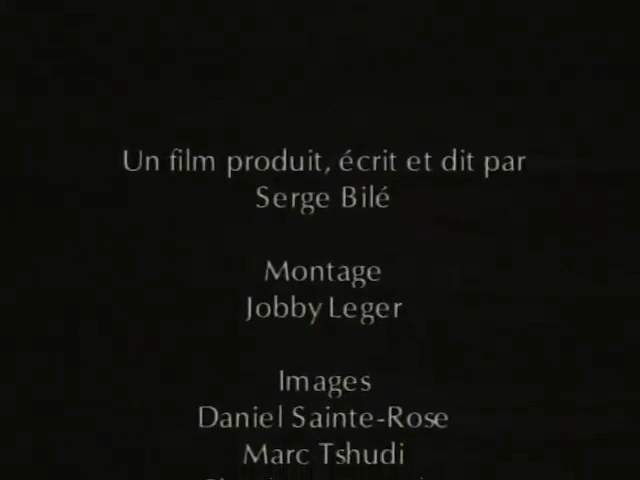 Un film produit, écrit et dit par
Serge Bilé
Montage
Jobby Leger
Images
Daniel Sainte-Rose
Marc Tshudi